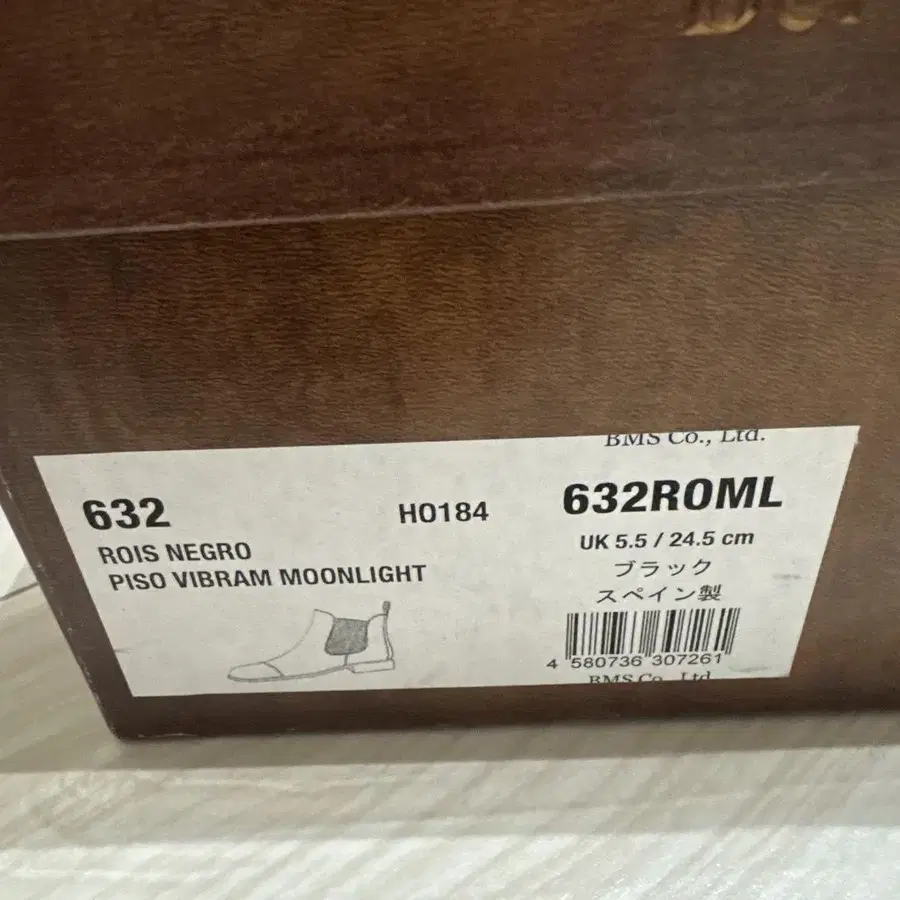 BMS Co., Ltd.
632
HO184
632ROML
ROIS NEGRO
PISO VIBRAM MOONLIGHT
UK 5.5 / 24.5 cm
ブラック
スペイン製
4 580736 307261
BMS Co., Ltd.